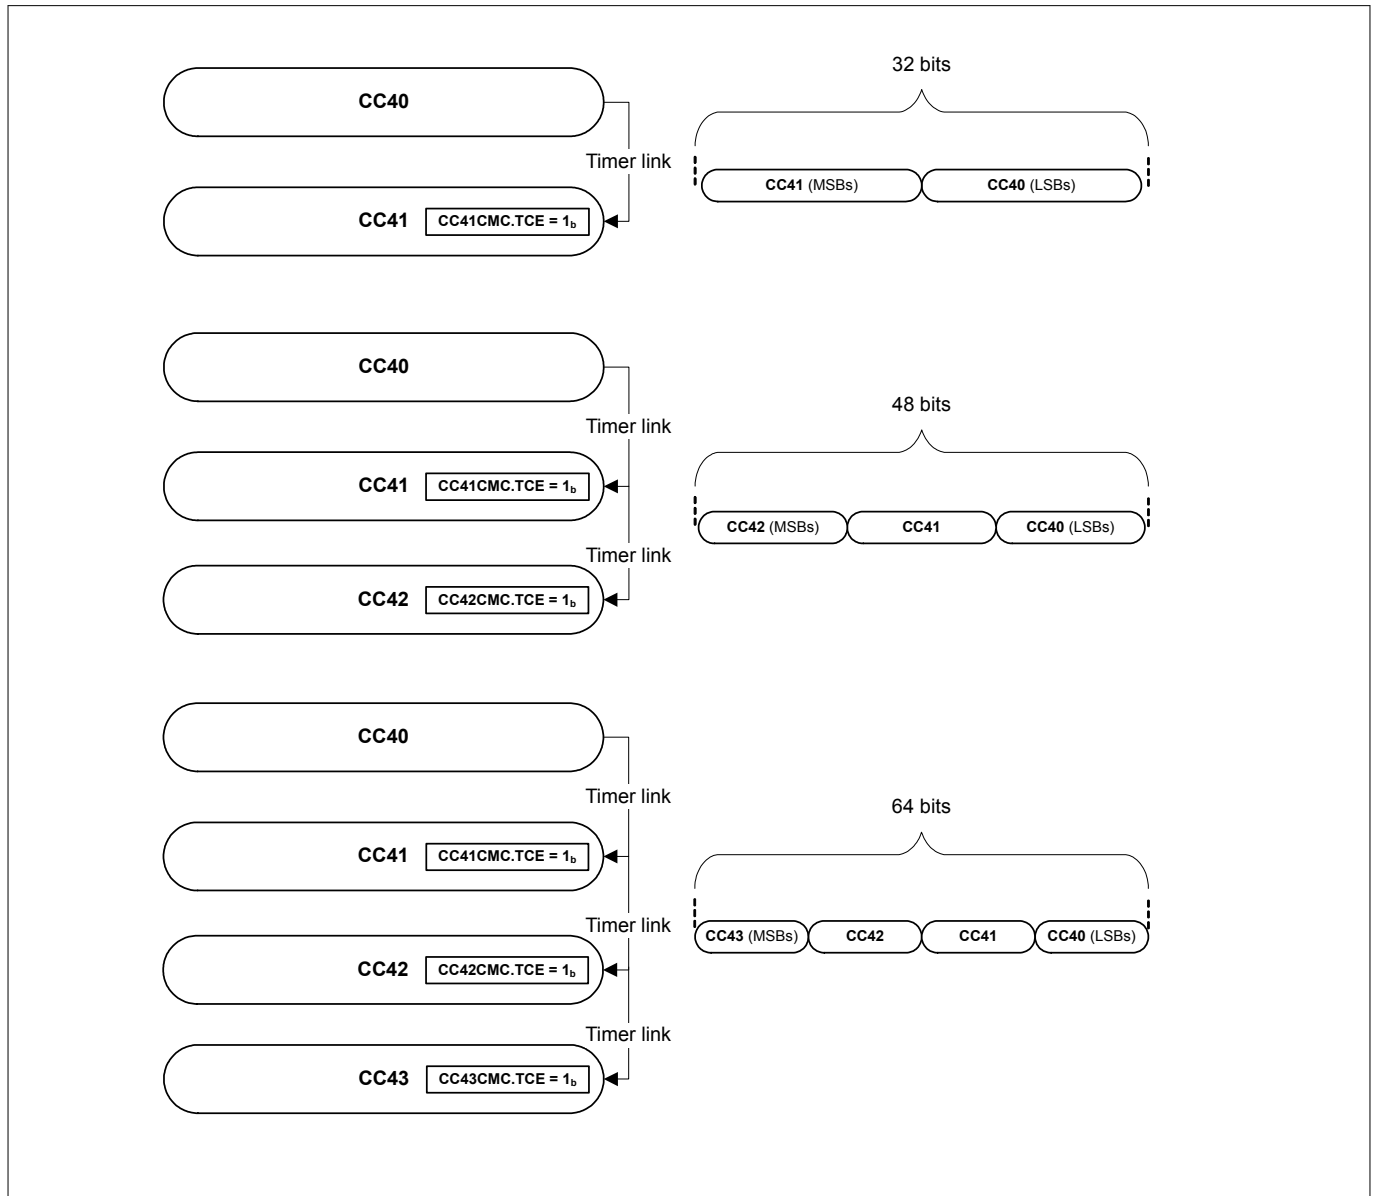 CC40
Timer link
CC41 CC41CMC.TCE = 1b
32 bits
CC41 (MSBs) CC40 (LSBs)
CC40
Timer link
CC41 CC41CMC.TCE = 1b
Timer link
CC42 CC42CMC.TCE = 1b
48 bits
CC42 (MSBs) CC41 CC40 (LSBs)
CC40
Timer link
CC41 CC41CMC.TCE = 1b
Timer link
CC42 CC42CMC.TCE = 1b
Timer link
CC43 CC43CMC.TCE = 1b
64 bits
CC43 (MSBs) CC42 CC41 CC40 (LSBs)